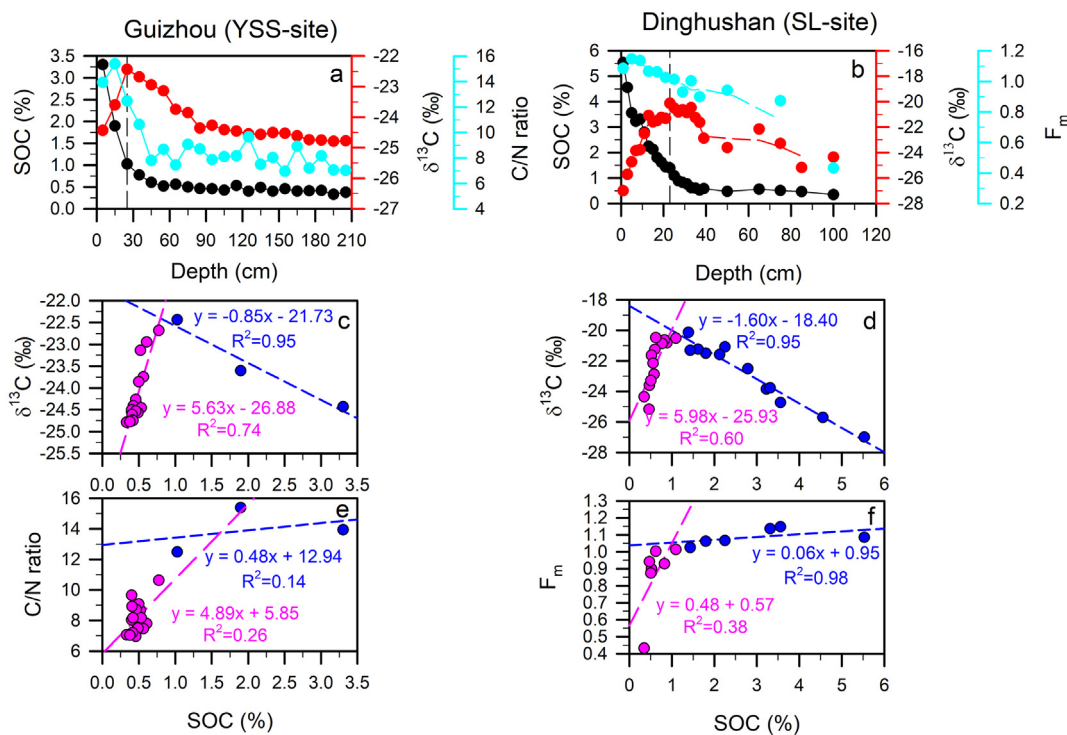 Guizhou (YSS-site)
Dinghushan (SL-site)
3.5
3.0
2.5
2.0
1.5
1.0
0.5
0.0
SOC (%)
a
-22
-23
-24
-25
-26
-27
δ¹³C (‰)
16
14
12
10
8
6
4
C/N ratio
0 30 60 90 120 150 180 210
Depth (cm)
6
5
4
3
2
1
0
SOC (%)
b
-16
-18
-20
-22
-24
-26
-28
δ¹³C (‰)
1.2
1.0
0.8
0.6
0.4
0.2
Fₘ
0 20 40 60 80 100 120
Depth (cm)
-22.0
-22.5
-23.0
-23.5
-24.0
-24.5
-25.0
-25.5
δ¹³C (‰)
c
y = -0.85x - 21.73
R²=0.95
y = 5.63x - 26.88
R²=0.74
0.0 0.5 1.0 1.5 2.0 2.5 3.0 3.5
-18
-20
-22
-24
-26
-28
δ¹³C (‰)
d
y = -1.60x - 18.40
R²=0.95
y = 5.98x - 25.93
R²=0.60
0 1 2 3 4 5 6
16
14
12
10
8
6
C/N ratio
e
y = 0.48x + 12.94
R²=0.14
y = 4.89x + 5.85
R²=0.26
0.0 0.5 1.0 1.5 2.0 2.5 3.0 3.5
SOC (%)
1.3
1.2
1.1
1.0
0.9
0.8
0.7
0.6
0.5
0.4
Fₘ
f
y = 0.06x + 0.95
R²=0.98
y = 0.48 + 0.57
R²=0.38
0 1 2 3 4 5 6
SOC (%)